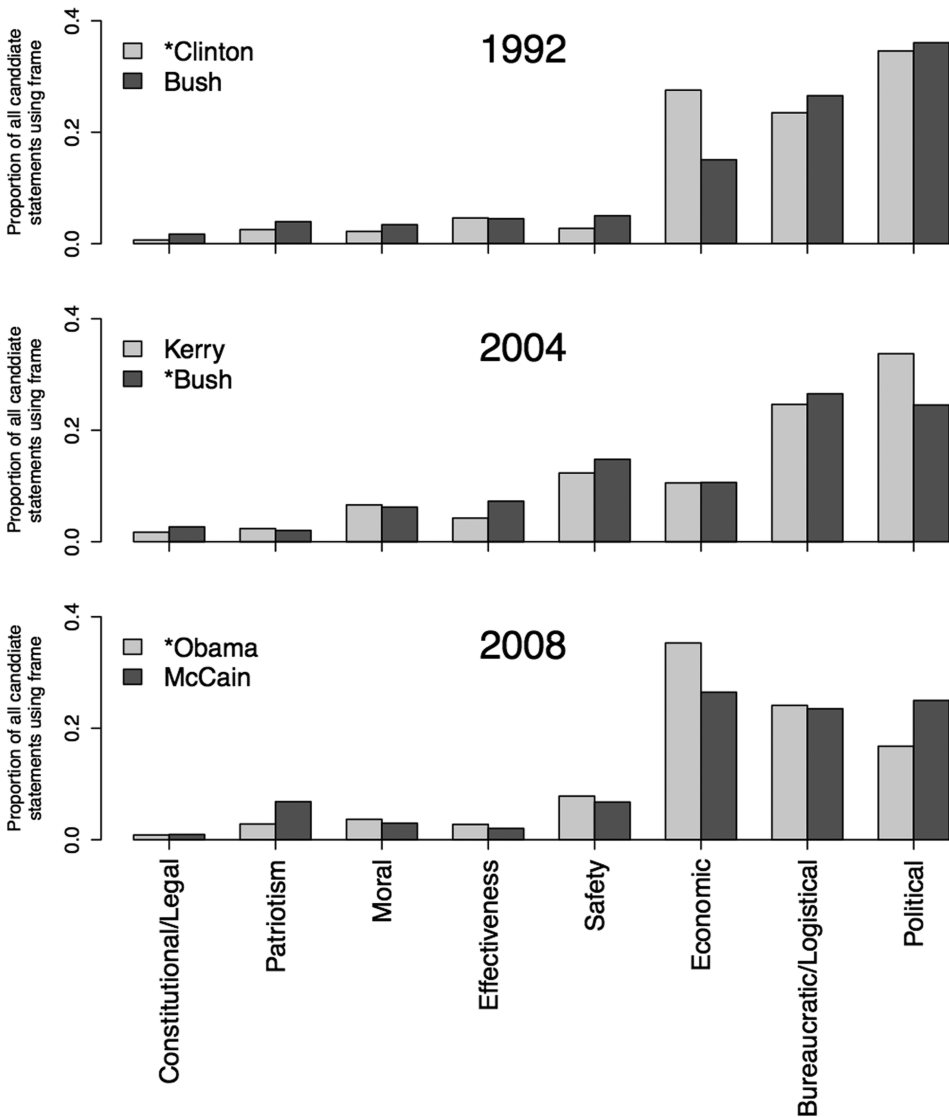 Proportion of all canddiate
statements using frame
0.4
0.2
0.0
*Clinton
Bush
1992
Proportion of all canddiate
statements using frame
0.4
0.2
0.0
Kerry
*Bush
2004
Proportion of all canddiate
statements using frame
0.4
0.2
0.0
*Obama
McCain
2008
Constitutional/Legal
Patriotism
Moral
Effectiveness
Safety
Economic
Bureaucratic/Logistical
Political